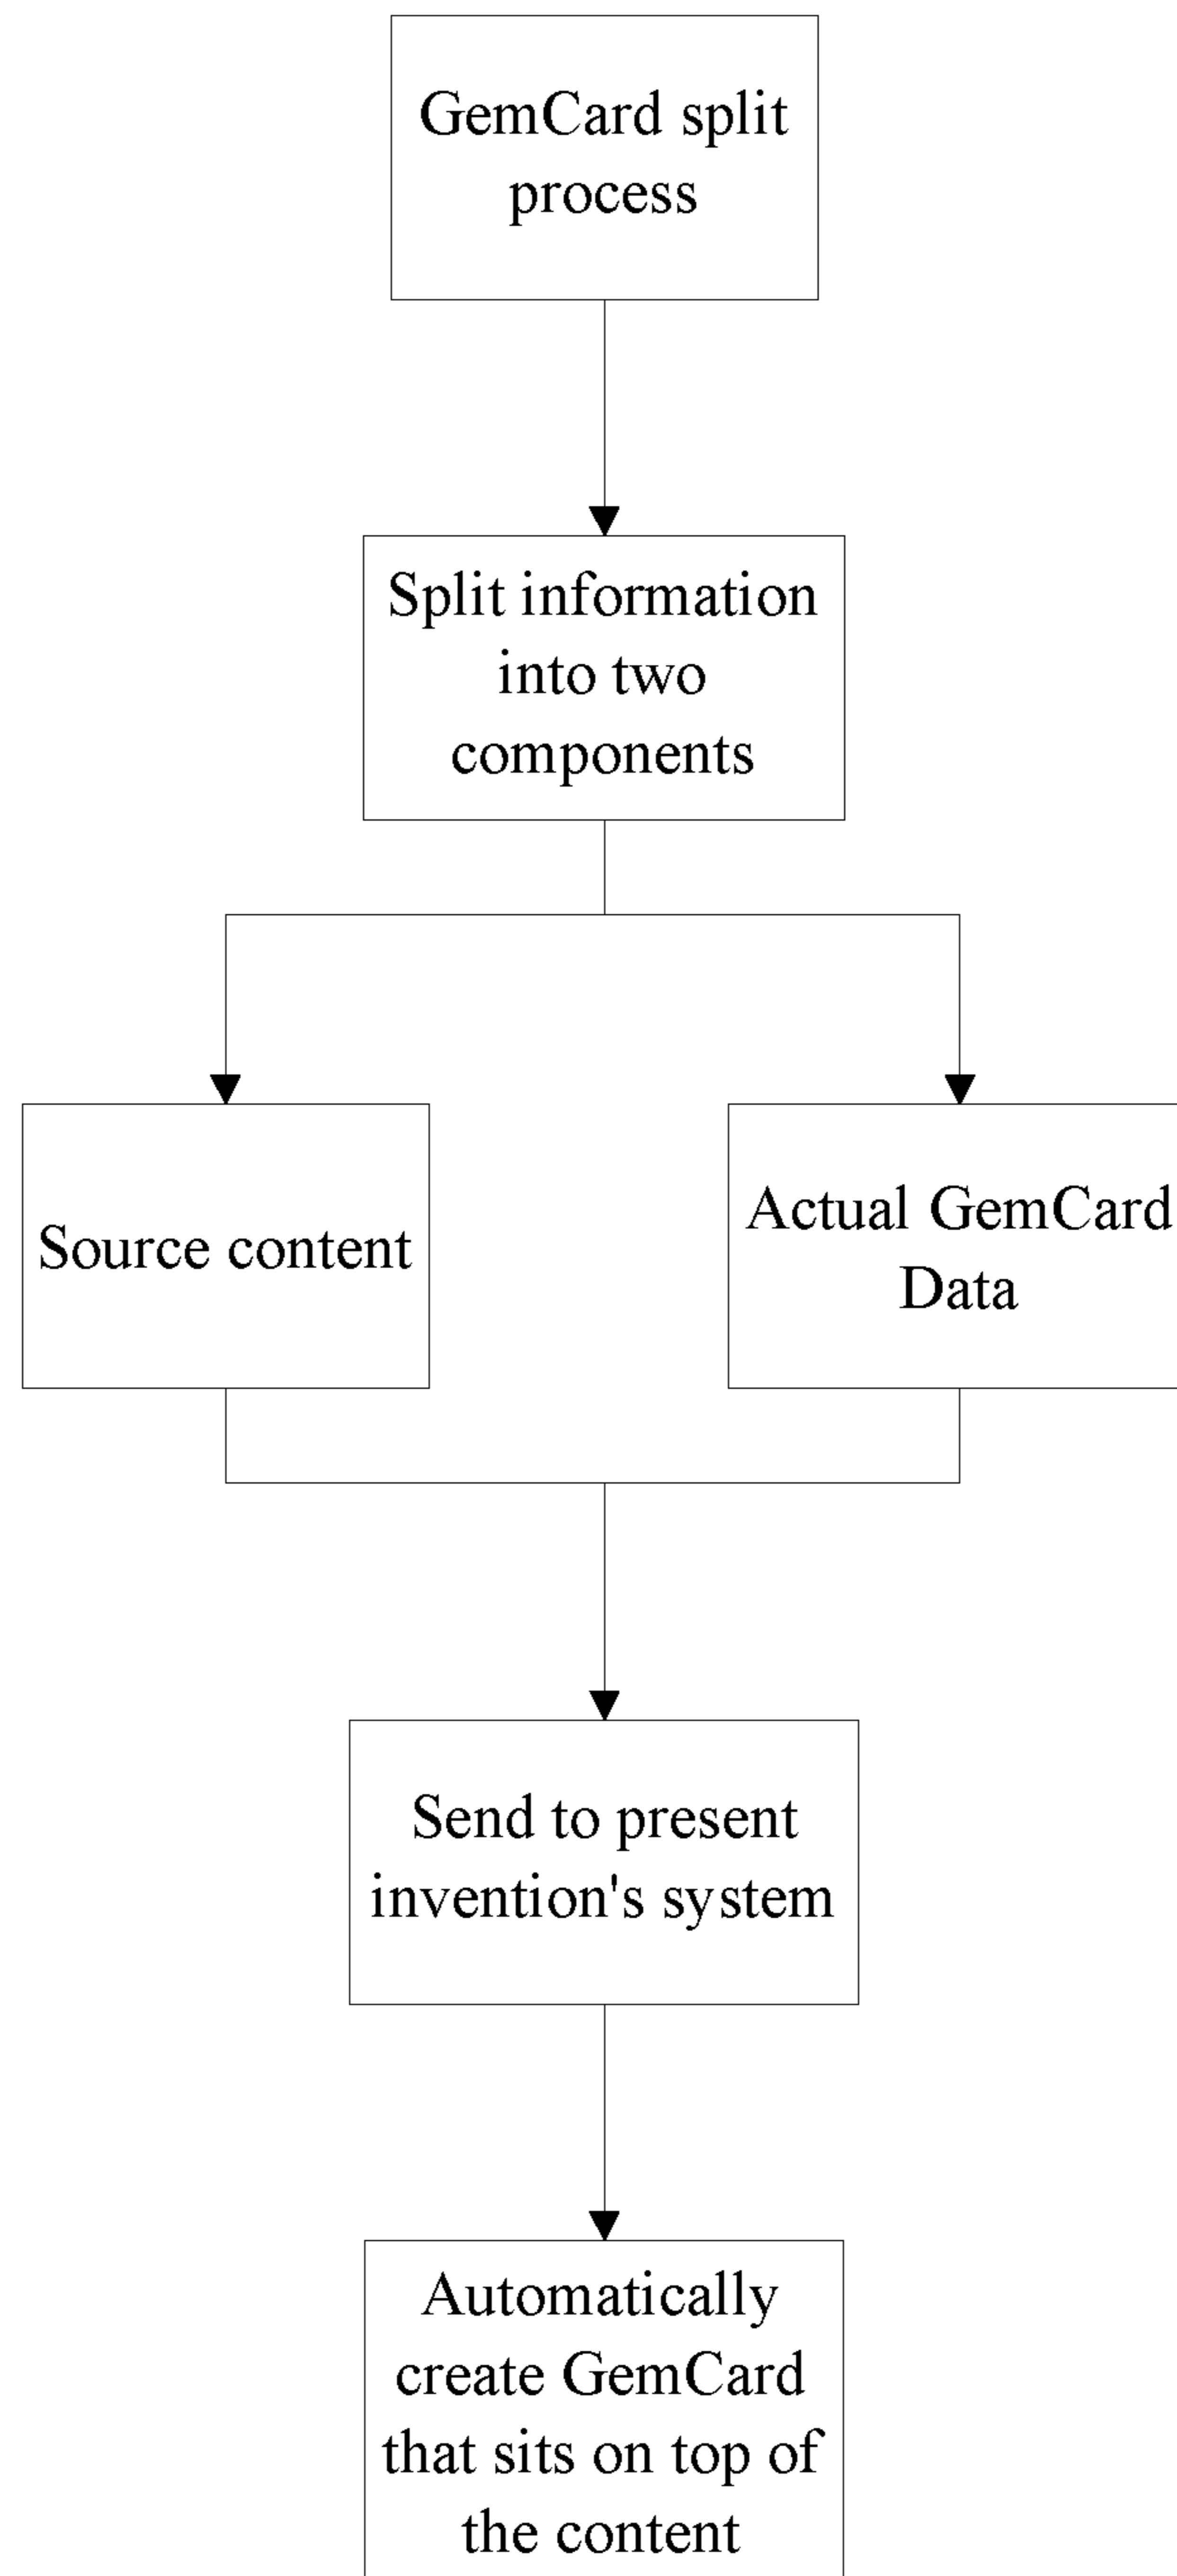 GemCard split
process
Split information
into two
components
Source content
Actual GemCard
Data
Send to present
invention's system
Automatically
create GemCard
that sits on top of
the content